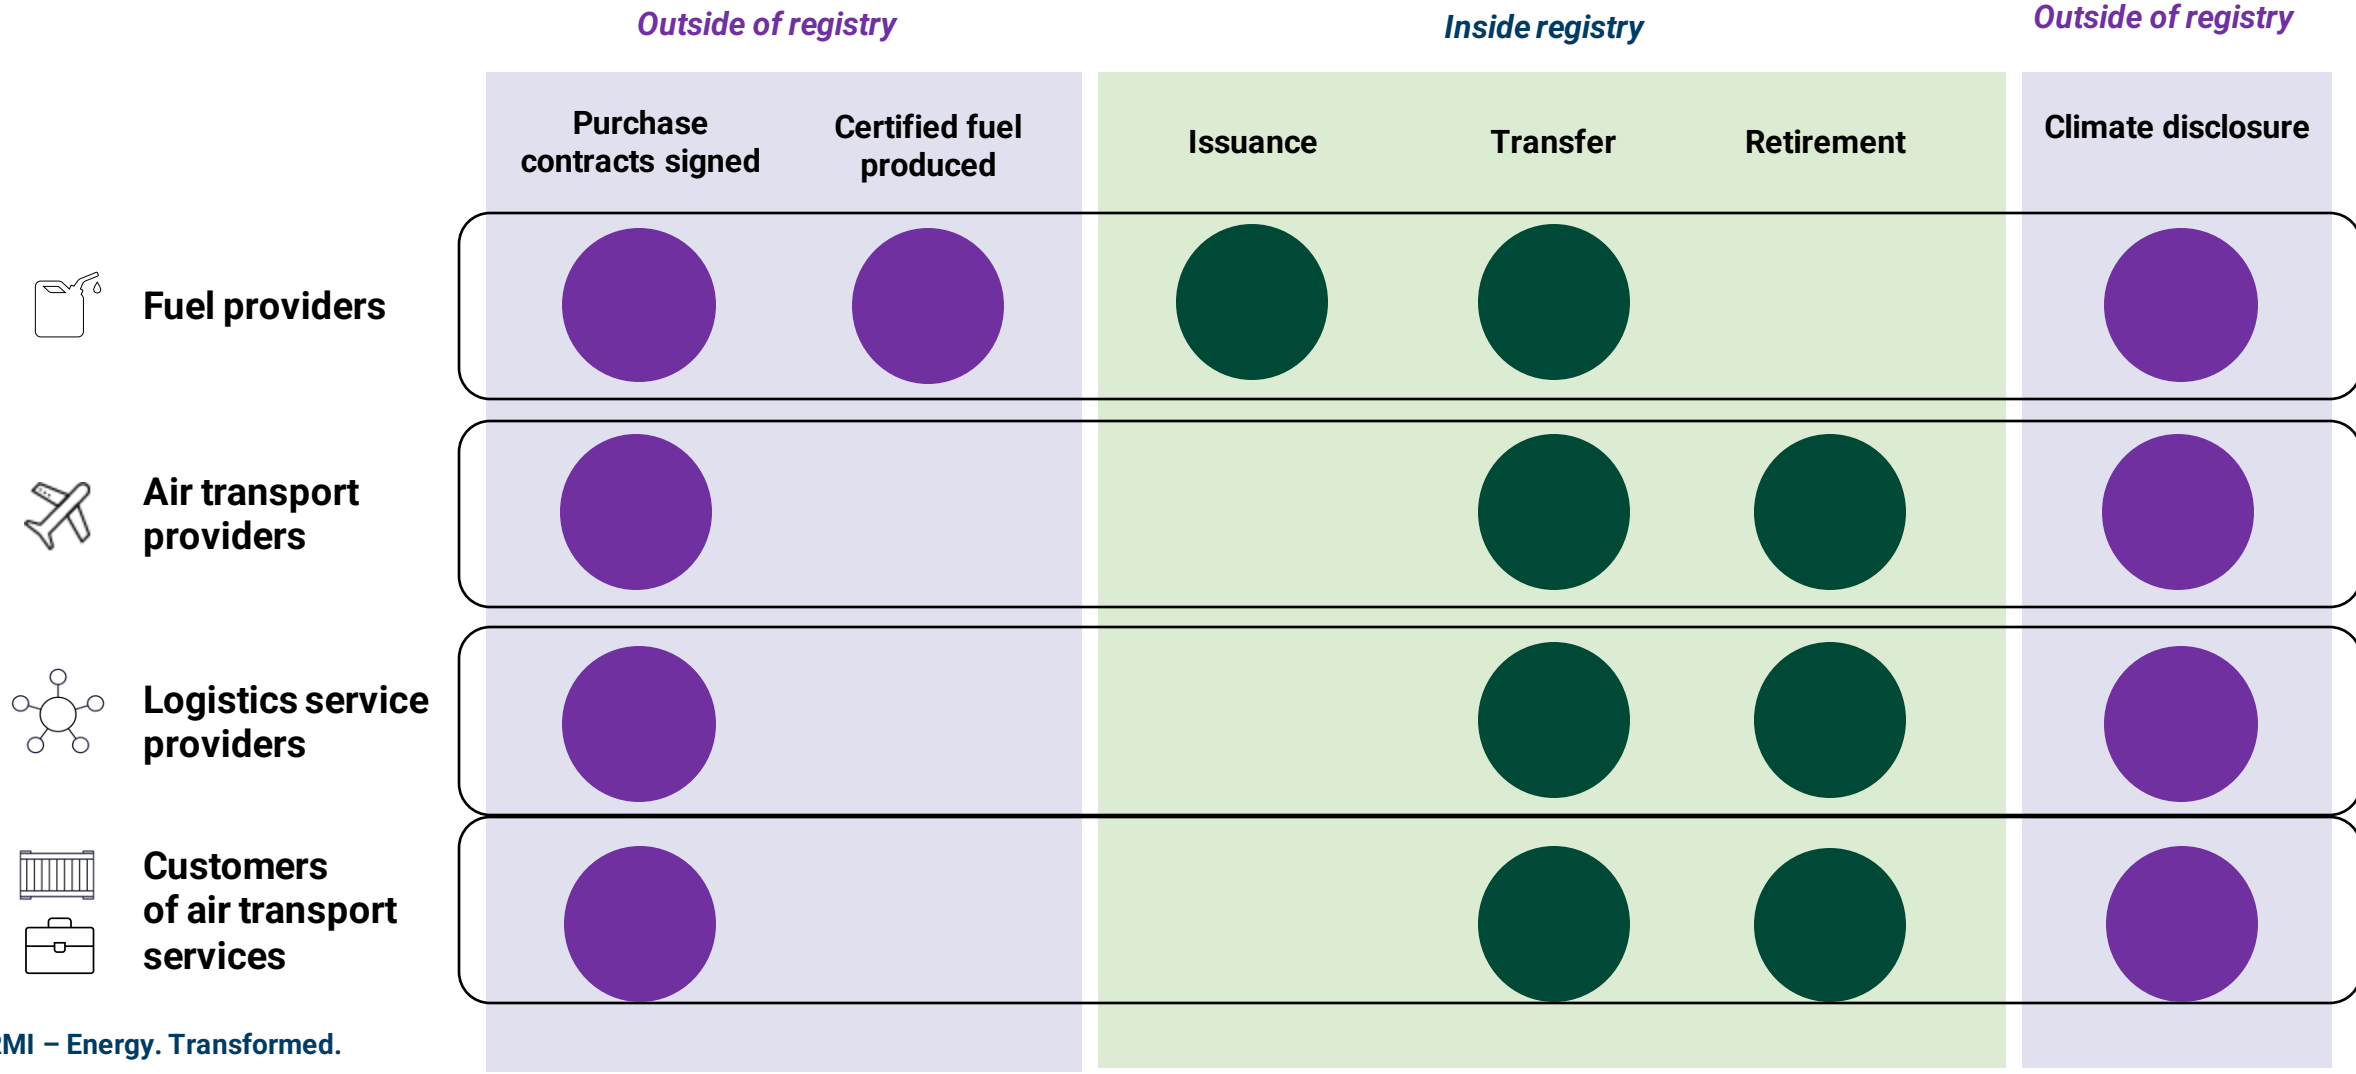 Outside of registry
Inside registry
Outside of registry
Purchase
contracts signed
Certified fuel
produced
Issuance
Transfer
Retirement
Climate disclosure
Fuel providers
Air transport
providers
Logistics service
providers
Customers
of air transport
services
RMI – Energy. Transformed.